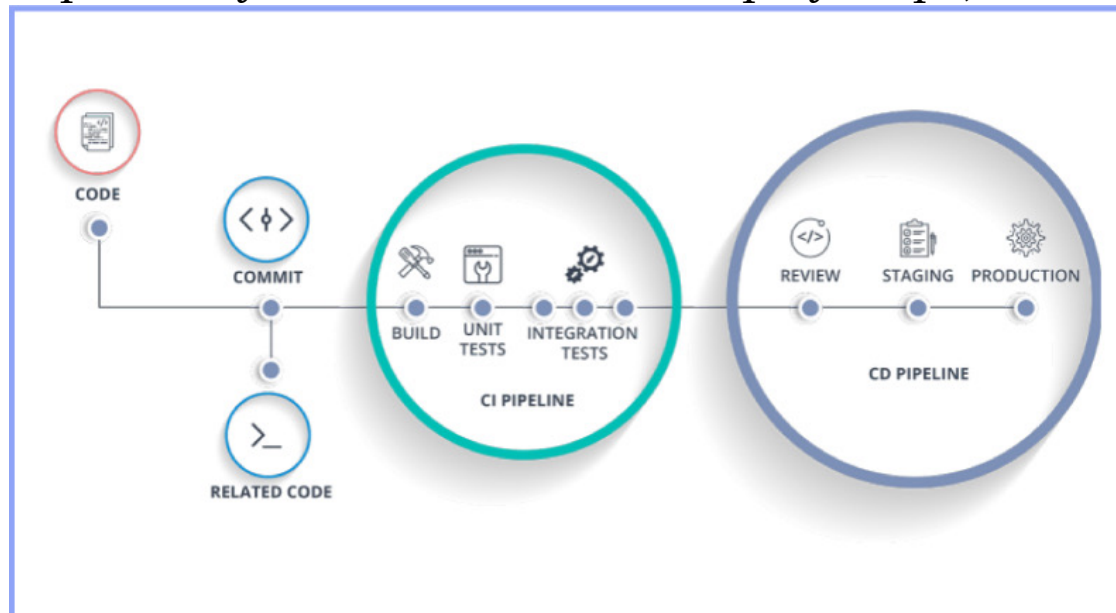 CODE
COMMIT
RELATED CODE
BUILD
UNIT
TESTS
INTEGRATION
TESTS
CI PIPELINE
REVIEW
STAGING
PRODUCTION
CD PIPELINE